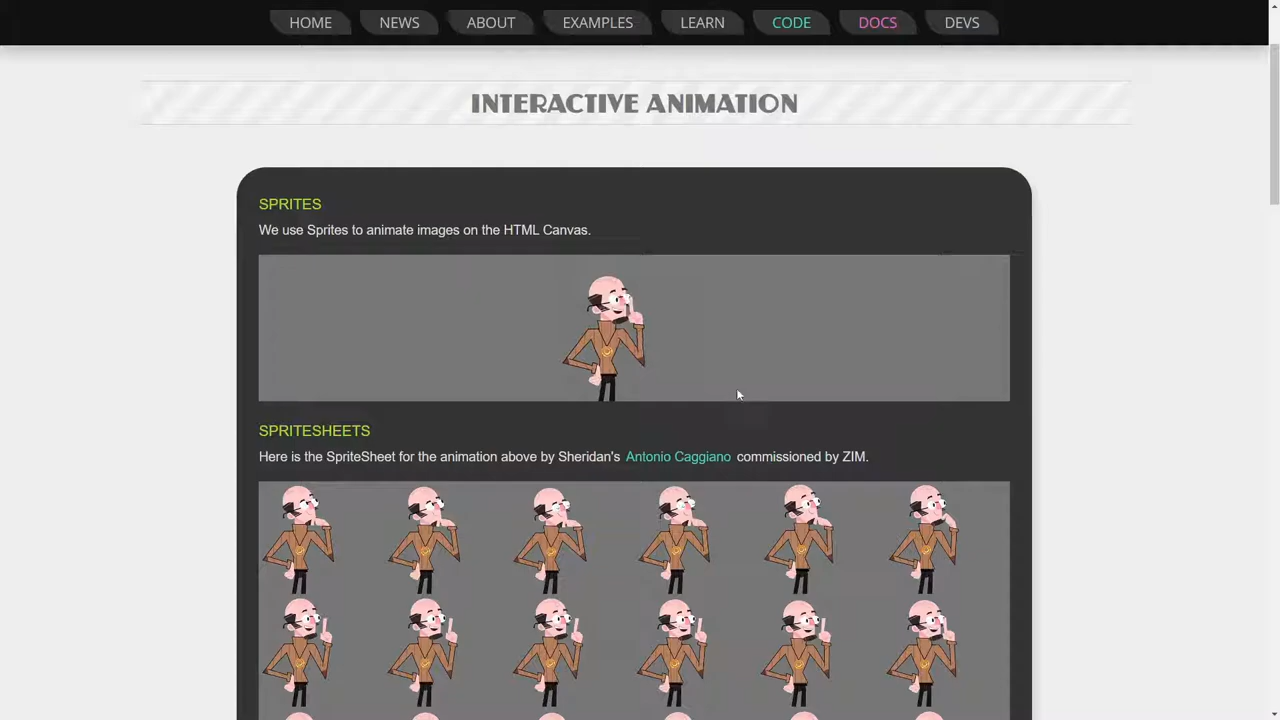 HOME NEWS ABOUT EXAMPLES LEARN CODE DOCS DEVS
INTERACTIVE ANIMATION
SPRITES
We use Sprites to animate images on the HTML Canvas.
SPRITESHEETS
Here is the SpriteSheet for the animation above by Sheridan's Antonio Caggiano commissioned by ZIM.